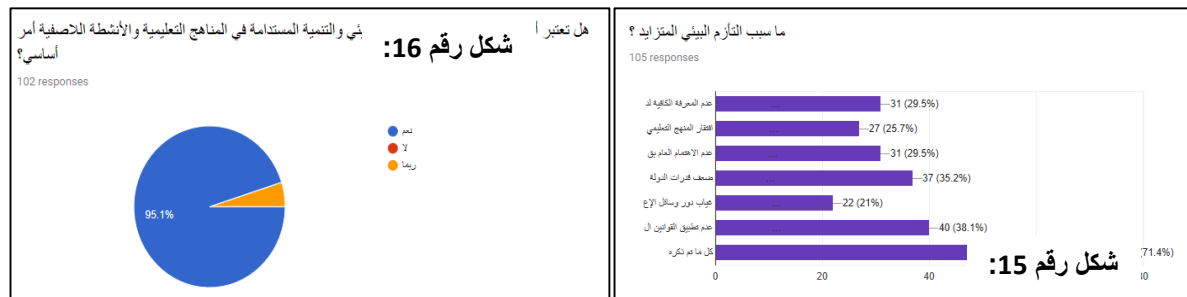 ما سبب التأزم البيئي المتزايد ؟
105 responses
عدم المعرفة الكافية لد...
31 (29.5%)
افتقار المنهج التعليمي...
27 (25.7%)
عدم الاهتمام العام بق...
31 (29.5%)
ضعف قدرات الدولة...
37 (35.2%)
غياب دور وسائل الإع...
22 (21%)
عدم تطبيق القوانين ال...
40 (38.1%)
كل ما تم ذكره
(71.4%)
0
20
40
شكل رقم 15:
هل تعتبر أ
ئي والتنمية المستدامة في المناهج التعليمية والأنشطة اللاصفية أمر
أساسي؟
شكل رقم 16:
102 responses
نعم
لا
ربما
95.1%